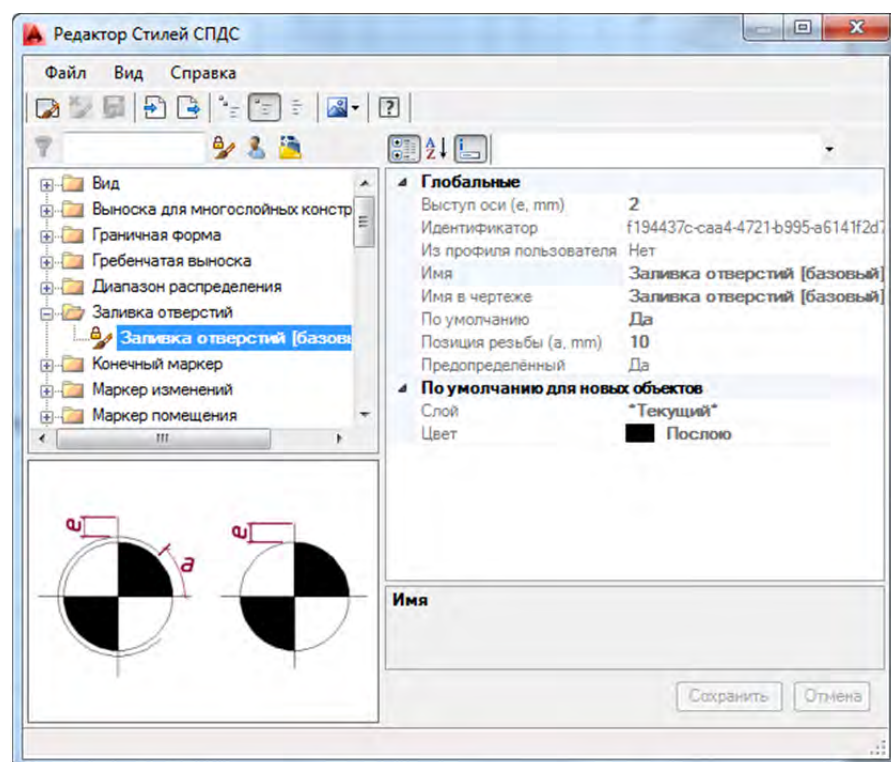 Редактор Стилей СПДС
Файл Вид Справка
Вид
Выноска для многослойных констр
Граничная форма
Гребенчатая выноска
Диапазон распределения
Заливка отверстий
Заливка отверстий [базовы
Конечный маркер
Маркер изменений
Маркер помещения
Глобальные
Выступ оси (e, mm) 2
Идентификатор f194437c-caa4-4721-b995-a6141f2d7
Из профиля пользователя Нет
Имя Заливка отверстий [базовый]
Имя в чертеже Заливка отверстий [базовый]
По умолчанию Да
Позиция резьбы (a, mm) 10
Предопределённый Да
По умолчанию для новых объектов
Слой *Текущий*
Цвет Послою
e e
a
Имя
Сохранить Отмена